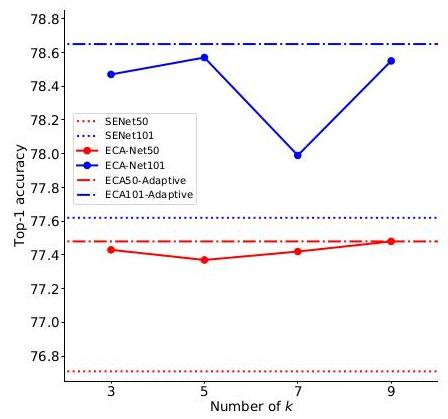 78.8
78.6
78.4
78.2
78.0
77.8
77.6
77.4
77.2
77.0
76.8
Top-1 accuracy
SENet50
SENet101
ECA-Net50
ECA-Net101
ECA50-Adaptive
ECA101-Adaptive
3 5 7 9
Number of k